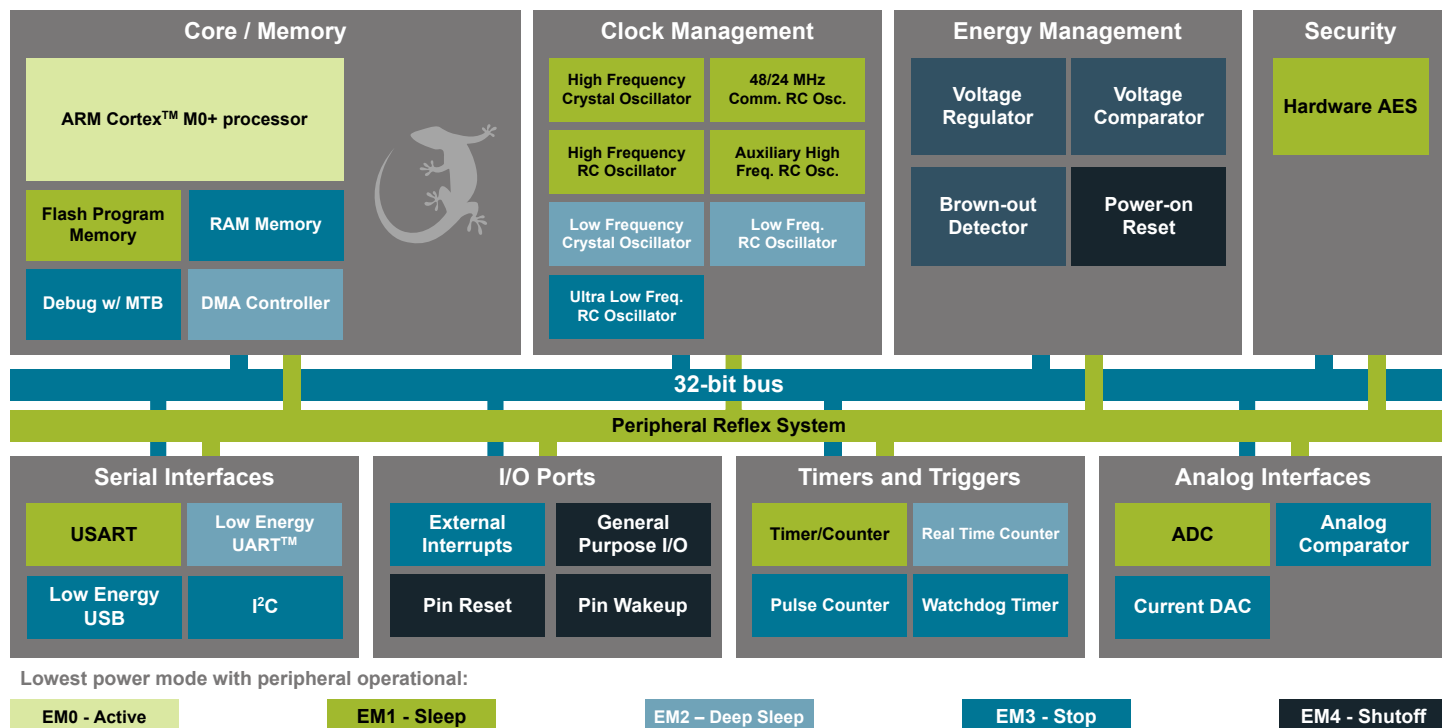 Core / Memory
ARM Cortex™ M0+ processor
Flash Program
Memory
RAM Memory
Debug w/ MTB
DMA Controller
Clock Management
High Frequency
Crystal Oscillator
48/24 MHz
Comm. RC Osc.
High Frequency
RC Oscillator
Auxiliary High
Freq. RC Osc.
Low Frequency
Crystal Oscillator
Low Freq.
RC Oscillator
Ultra Low Freq.
RC Oscillator
Energy Management
Voltage
Regulator
Voltage
Comparator
Brown-out
Detector
Power-on
Reset
Security
Hardware AES
32-bit bus
Peripheral Reflex System
Serial Interfaces
USART
Low Energy
UART™
Low Energy
USB
I²C
I/O Ports
External
Interrupts
General
Purpose I/O
Pin Reset
Pin Wakeup
Timers and Triggers
Timer/Counter
Real Time Counter
Pulse Counter
Watchdog Timer
Analog Interfaces
ADC
Analog
Comparator
Current DAC
Lowest power mode with peripheral operational:
EM0 - Active
EM1 - Sleep
EM2 – Deep Sleep
EM3 - Stop
EM4 - Shutoff